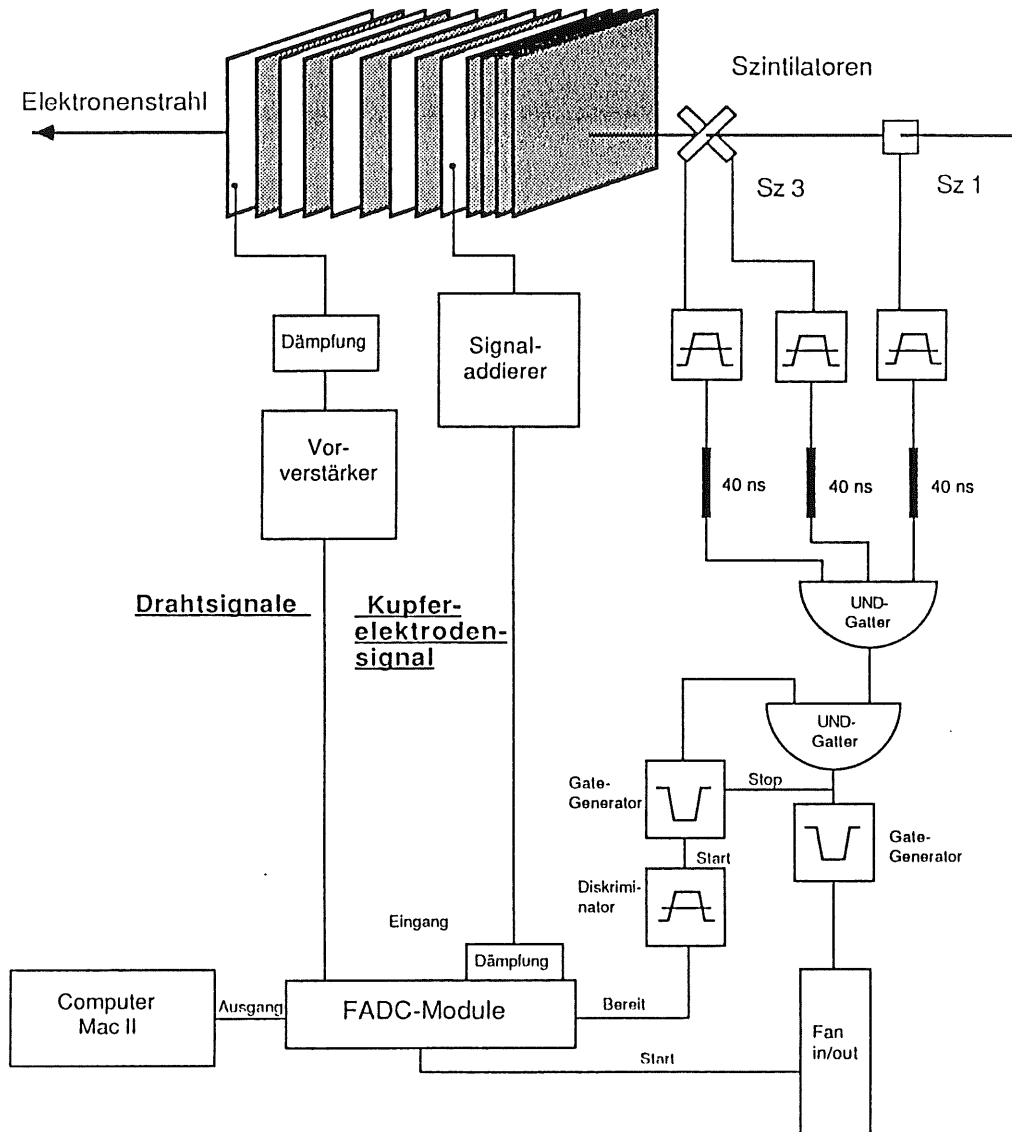 Szintilatoren
Elektronenstrahl
Sz 3
Sz 1
Dämpfung
Signal-
addierer
Vor-
verstärker
40 ns
40 ns
40 ns
Drahtsignale
Kupfer-
elektroden-
signal
UND-
Gatter
UND-
Gatter
Gate-
Generator
Stop
Gate-
Generator
Start
Diskrimi-
nator
Eingang
Dämpfung
Computer
Mac II
Ausgang
FADC-Module
Bereit
Fan
in/out
Start